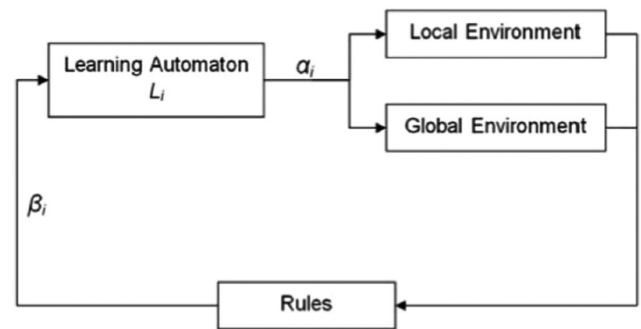 Learning Automaton
Lᵢ
αᵢ
Local Environment
Global Environment
βᵢ
Rules